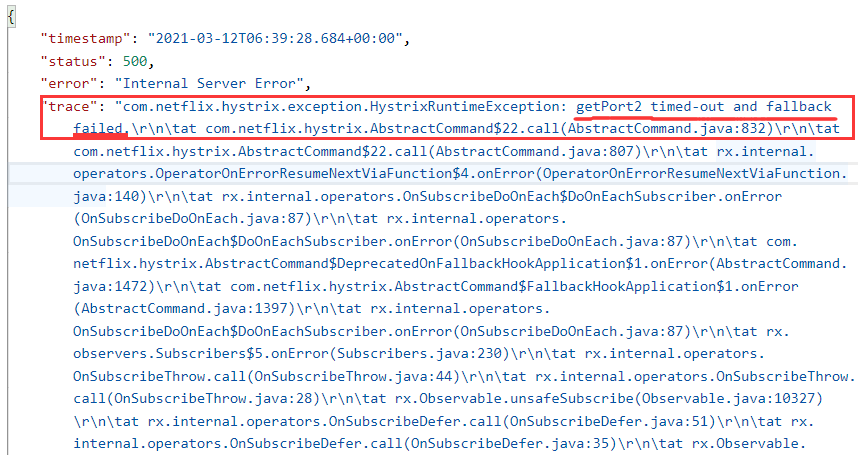 {
"timestamp": "2021-03-12T06:39:28.684+00:00",
"status": 500,
"error": "Internal Server Error",
"trace": "com.netflix.hystrix.exception.HystrixRuntimeException: getPort2 timed-out and fallback
failed.\r\n\tat com.netflix.hystrix.AbstractCommand$22.call(AbstractCommand.java:832)\r\n\tat
com.netflix.hystrix.AbstractCommand$22.call(AbstractCommand.java:807)\r\n\tat rx.internal.
operators.OperatorOnErrorResumeNextViaFunction$4.onError(OperatorOnErrorResumeNextViaFunction.
java:140)\r\n\tat rx.internal.operators.OnSubscribeDoOnEach$DoOnEachSubscriber.onError
(OnSubscribeDoOnEach.java:87)\r\n\tat rx.internal.operators.
OnSubscribeDoOnEach$DoOnEachSubscriber.onError(OnSubscribeDoOnEach.java:87)\r\n\tat com.
netflix.hystrix.AbstractCommand$DeprecatedOnFallbackHookApplication$1.onError(AbstractCommand.
java:1472)\r\n\tat com.netflix.hystrix.AbstractCommand$FallbackHookApplication$1.onError
(AbstractCommand.java:1397)\r\n\tat rx.internal.operators.
OnSubscribeDoOnEach$DoOnEachSubscriber.onError(OnSubscribeDoOnEach.java:87)\r\n\tat rx.
observers.Subscribers$5.onError(Subscribers.java:230)\r\n\tat rx.internal.operators.
OnSubscribeThrow.call(OnSubscribeThrow.java:44)\r\n\tat rx.internal.operators.OnSubscribeThrow.
call(OnSubscribeThrow.java:28)\r\n\tat rx.Observable.unsafeSubscribe(Observable.java:10327)
\r\n\tat rx.internal.operators.OnSubscribeDefer.call(OnSubscribeDefer.java:51)\r\n\tat rx.
internal.operators.OnSubscribeDefer.call(OnSubscribeDefer.java:35)\r\n\tat rx.Observable.